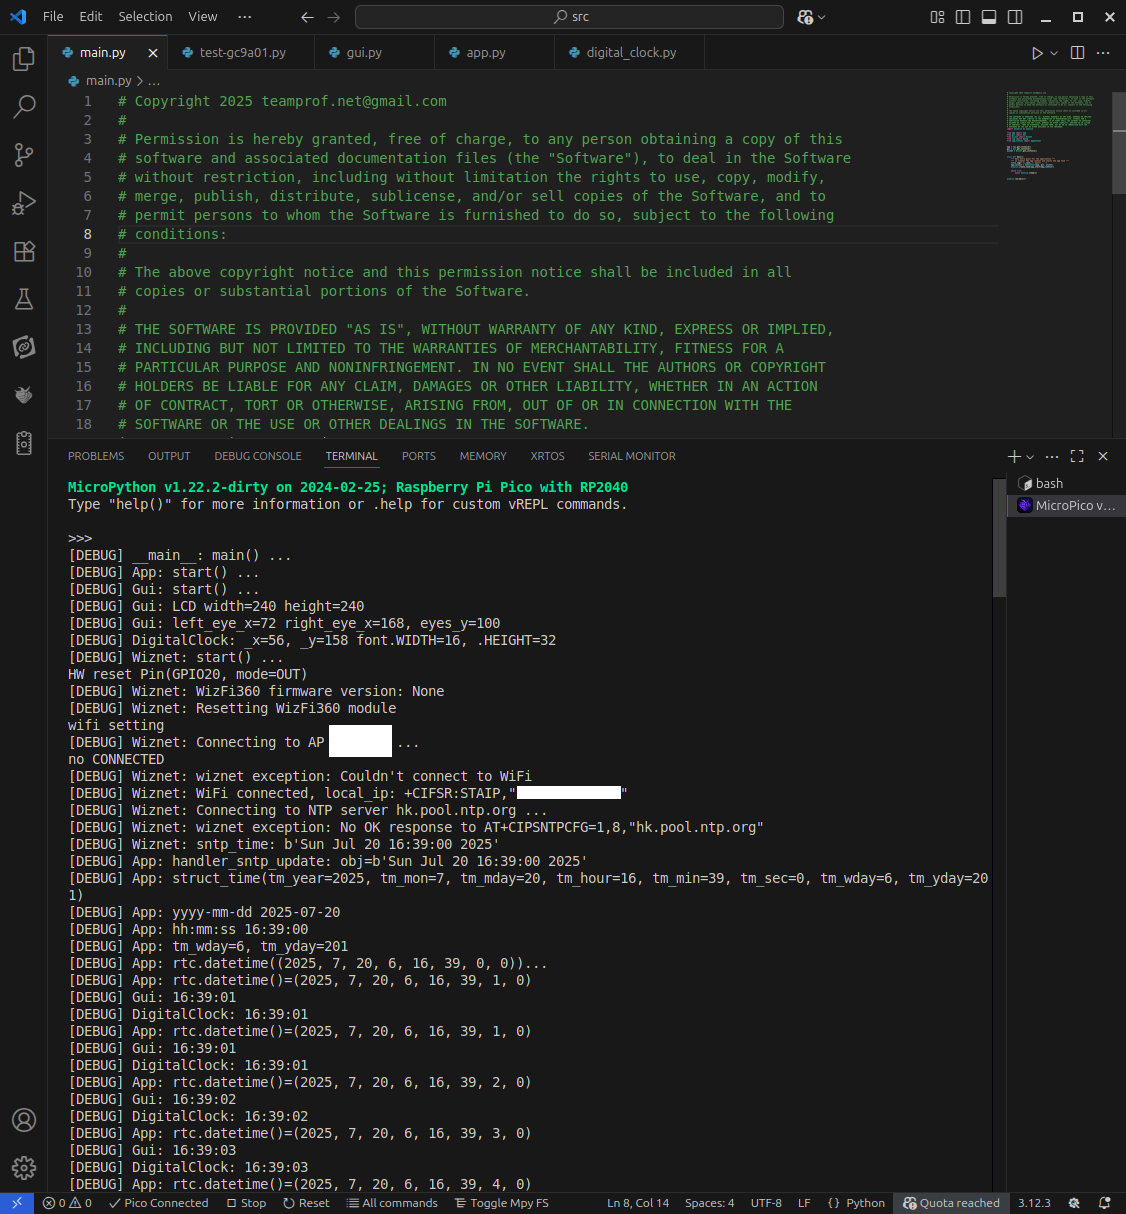 File Edit Selection View ··· src
main.py test-gc9a01.py gui.py app.py digital_clock.py
main.py > ...
1 # Copyright 2025 teamprof.net@gmail.com
2 #
3 # Permission is hereby granted, free of charge, to any person obtaining a copy of this
4 # software and associated documentation files (the "Software"), to deal in the Software
5 # without restriction, including without limitation the rights to use, copy, modify,
6 # merge, publish, distribute, sublicense, and/or sell copies of the Software, and to
7 # permit persons to whom the Software is furnished to do so, subject to the following
8 # conditions:
9 #
10 # The above copyright notice and this permission notice shall be included in all
11 # copies or substantial portions of the Software.
12 #
13 # THE SOFTWARE IS PROVIDED "AS IS", WITHOUT WARRANTY OF ANY KIND, EXPRESS OR IMPLIED,
14 # INCLUDING BUT NOT LIMITED TO THE WARRANTIES OF MERCHANTABILITY, FITNESS FOR A
15 # PARTICULAR PURPOSE AND NONINFRINGEMENT. IN NO EVENT SHALL THE AUTHORS OR COPYRIGHT
16 # HOLDERS BE LIABLE FOR ANY CLAIM, DAMAGES OR OTHER LIABILITY, WHETHER IN AN ACTION
17 # OF CONTRACT, TORT OR OTHERWISE, ARISING FROM, OUT OF OR IN CONNECTION WITH THE
18 # SOFTWARE OR THE USE OR OTHER DEALINGS IN THE SOFTWARE.
PROBLEMS OUTPUT DEBUG CONSOLE TERMINAL PORTS MEMORY XRTOS SERIAL MONITOR
bash
MicroPico v...
MicroPython v1.22.2-dirty on 2024-02-25; Raspberry Pi Pico with RP2040
Type "help()" for more information or .help for custom vREPL commands.
>>>
[DEBUG] __main__: main() ...
[DEBUG] App: start() ...
[DEBUG] Gui: start() ...
[DEBUG] Gui: LCD width=240 height=240
[DEBUG] Gui: left_eye_x=72 right_eye_x=168, eyes_y=100
[DEBUG] DigitalClock: _x=56, _y=158 font.WIDTH=16, .HEIGHT=32
[DEBUG] Wiznet: start() ...
HW reset Pin(GPIO20, mode=OUT)
[DEBUG] Wiznet: WizFi360 firmware version: None
[DEBUG] Wiznet: Resetting WizFi360 module
wifi setting
[DEBUG] Wiznet: Connecting to AP ...
no CONNECTED
[DEBUG] Wiznet: wiznet exception: Couldn't connect to WiFi
[DEBUG] Wiznet: WiFi connected, local_ip: +CIFSR:STAIP,""
[DEBUG] Wiznet: Connecting to NTP server hk.pool.ntp.org ...
[DEBUG] Wiznet: wiznet exception: No OK response to AT+CIPSNTPCFG=1,8,"hk.pool.ntp.org"
[DEBUG] Wiznet: sntp_time: b'Sun Jul 20 16:39:00 2025'
[DEBUG] App: handler_sntp_update: obj=b'Sun Jul 20 16:39:00 2025'
[DEBUG] App: struct_time(tm_year=2025, tm_mon=7, tm_mday=20, tm_hour=16, tm_min=39, tm_sec=0, tm_wday=6, tm_yday=20
1)
[DEBUG] App: yyyy-mm-dd 2025-07-20
[DEBUG] App: hh:mm:ss 16:39:00
[DEBUG] App: tm_wday=6, tm_yday=201
[DEBUG] App: rtc.datetime((2025, 7, 20, 6, 16, 39, 0, 0))...
[DEBUG] App: rtc.datetime()=(2025, 7, 20, 6, 16, 39, 1, 0)
[DEBUG] Gui: 16:39:01
[DEBUG] DigitalClock: 16:39:01
[DEBUG] App: rtc.datetime()=(2025, 7, 20, 6, 16, 39, 1, 0)
[DEBUG] Gui: 16:39:01
[DEBUG] DigitalClock: 16:39:01
[DEBUG] App: rtc.datetime()=(2025, 7, 20, 6, 16, 39, 2, 0)
[DEBUG] Gui: 16:39:02
[DEBUG] DigitalClock: 16:39:02
[DEBUG] App: rtc.datetime()=(2025, 7, 20, 6, 16, 39, 3, 0)
[DEBUG] Gui: 16:39:03
[DEBUG] DigitalClock: 16:39:03
[DEBUG] App: rtc.datetime()=(2025, 7, 20, 6, 16, 39, 4, 0)
0 0 Pico Connected Stop Reset All commands Toggle Mpy FS Ln 8, Col 14 Spaces: 4 UTF-8 LF {} Python Quota reached 3.12.3